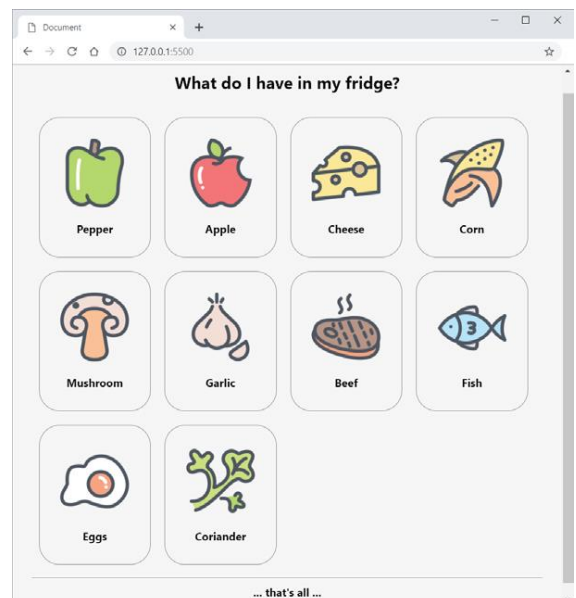 Document
127.0.0.1:5500
What do I have in my fridge?
Pepper
Apple
Cheese
Corn
Mushroom
Garlic
Beef
3
Fish
Eggs
Coriander
... that's all ...